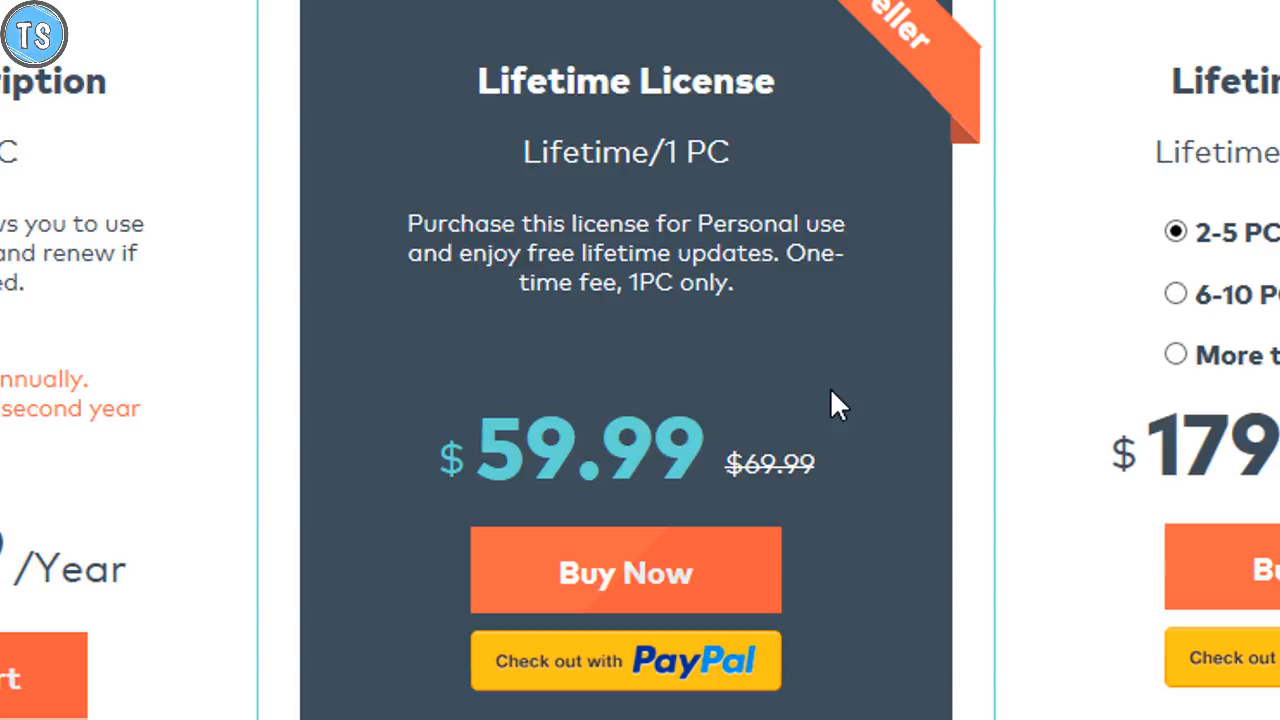 TS
eller
iption
Lifetime License
Lifetime/1 PC
Purchase this license for Personal use
and enjoy free lifetime updates. One-
time fee, 1PC only.
$59.99 $69.99
Buy Now
Check out with PayPal
C
ws you to use
and renew if
ed.
nnually.
second year
/Year
rt
Lifetim
Lifetime
2-5 PC
6-10 P
More t
$179
Bu
Check out